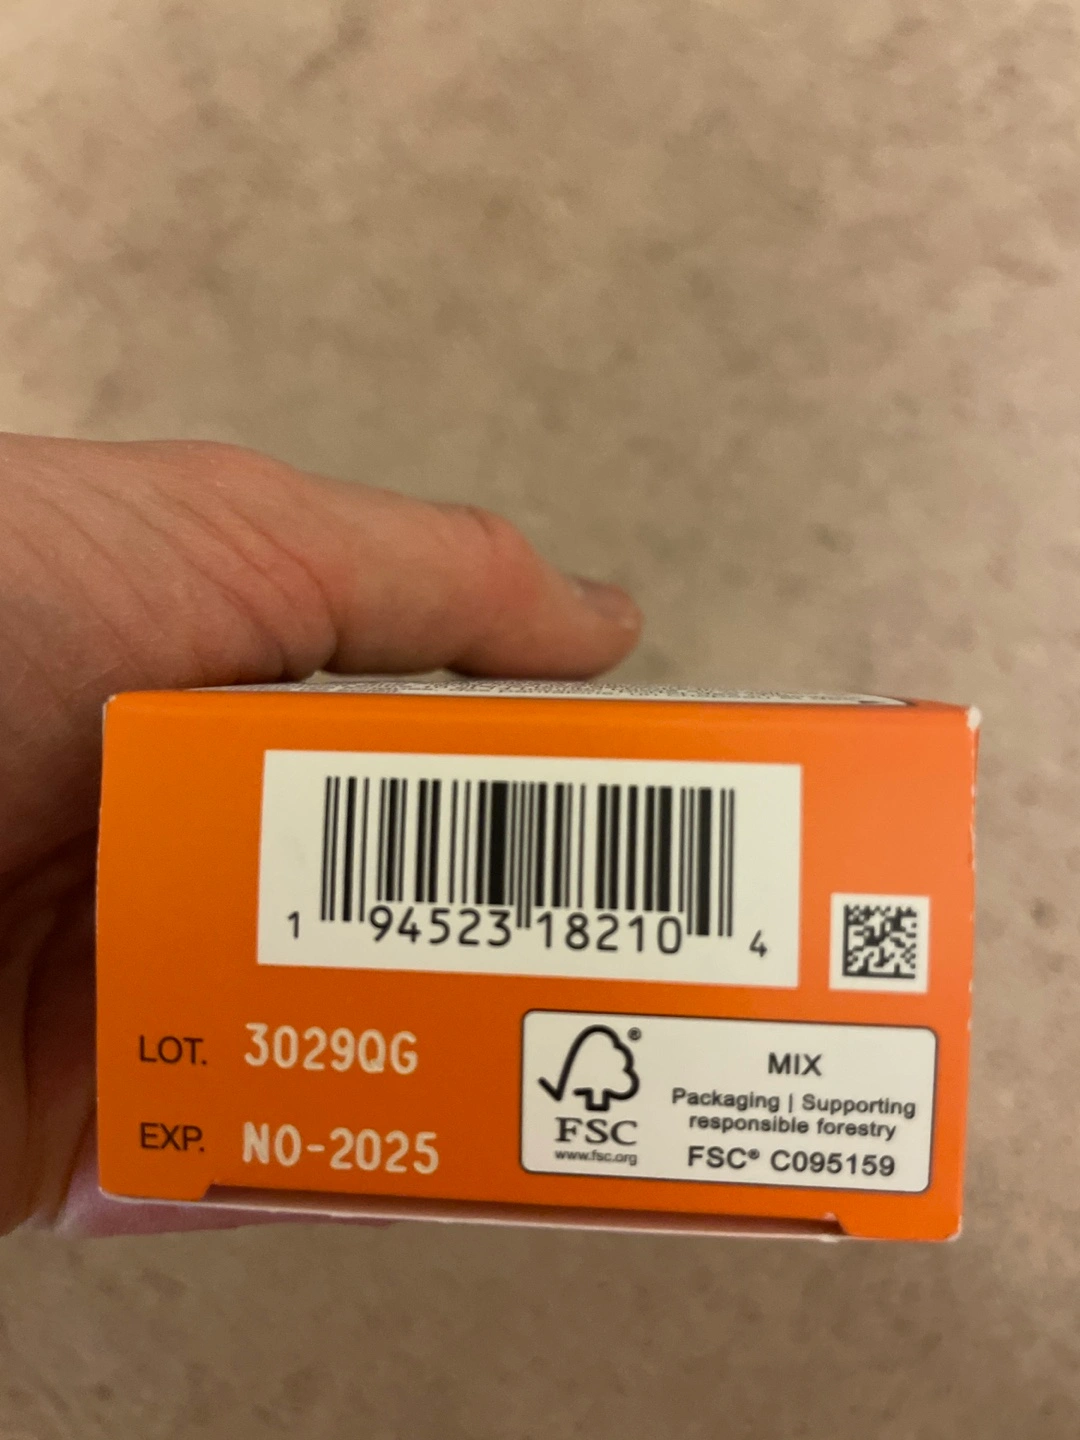 1 94523 18210 4
LOT. 3029QG
EXP. NO-2025
®
FSC
www.fsc.org
MIX
Packaging | Supporting
responsible forestry
FSC® C095159